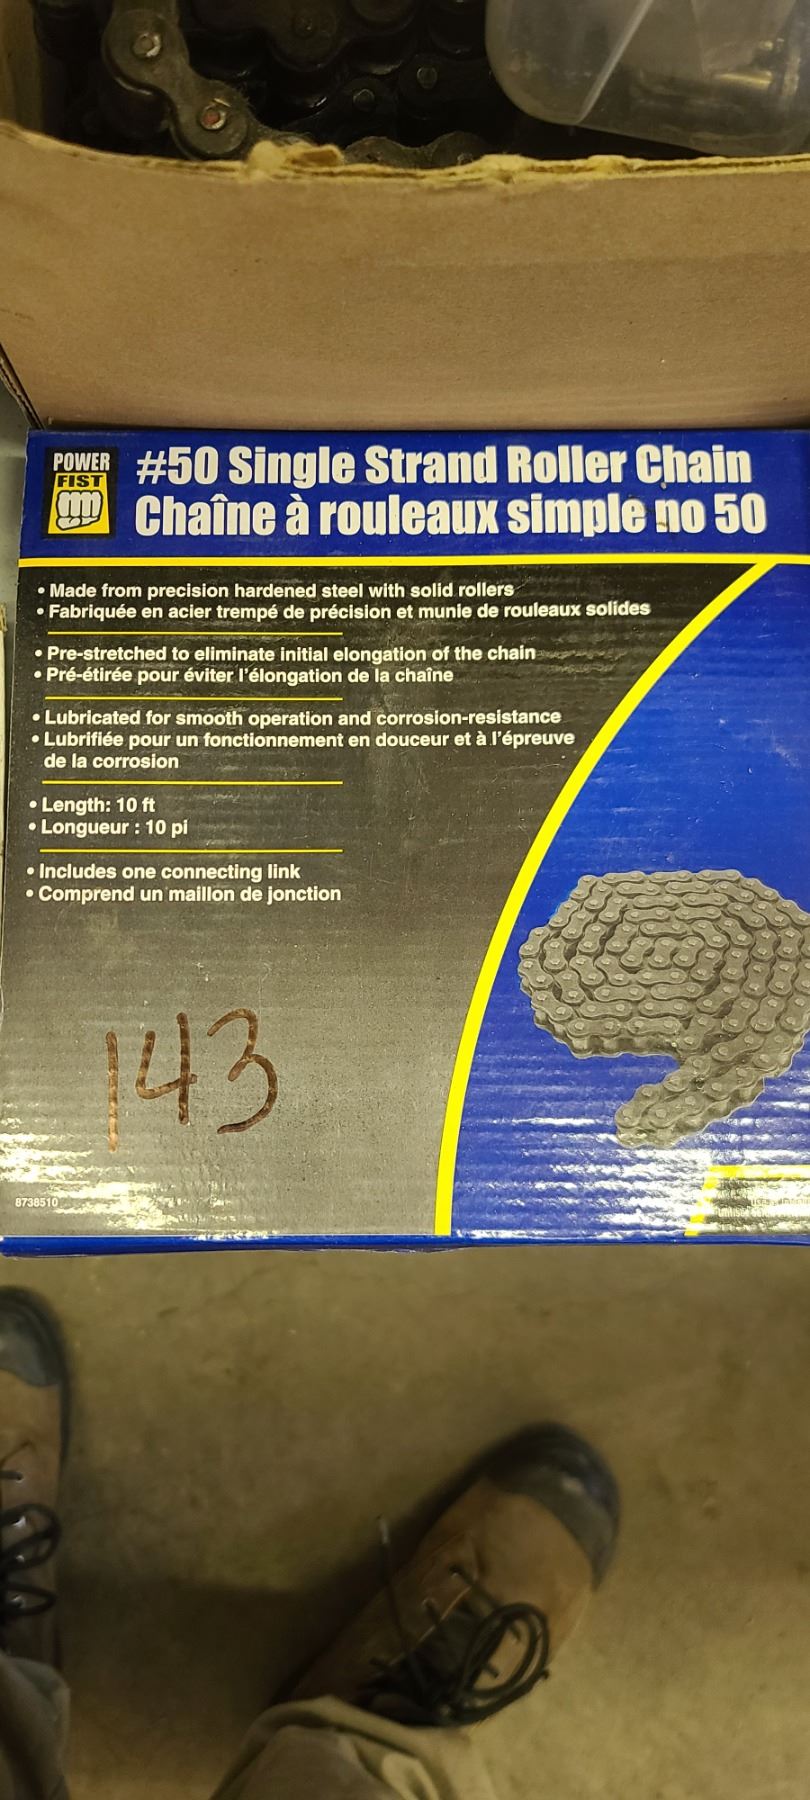 POWER
FIST
#50 Single Strand Roller Chain
Chaîne à rouleaux simple no 50
• Made from precision hardened steel with solid rollers
• Fabriquée en acier trempé de précision et munie de rouleaux solides
• Pre-stretched to eliminate initial elongation of the chain
• Pré-étirée pour éviter l'élongation de la chaîne
• Lubricated for smooth operation and corrosion-resistance
• Lubrifiée pour un fonctionnement en douceur et à l'épreuve
de la corrosion
• Length: 10 ft
• Longueur : 10 pi
• Includes one connecting link
• Comprend un maillon de jonction
143
8738510